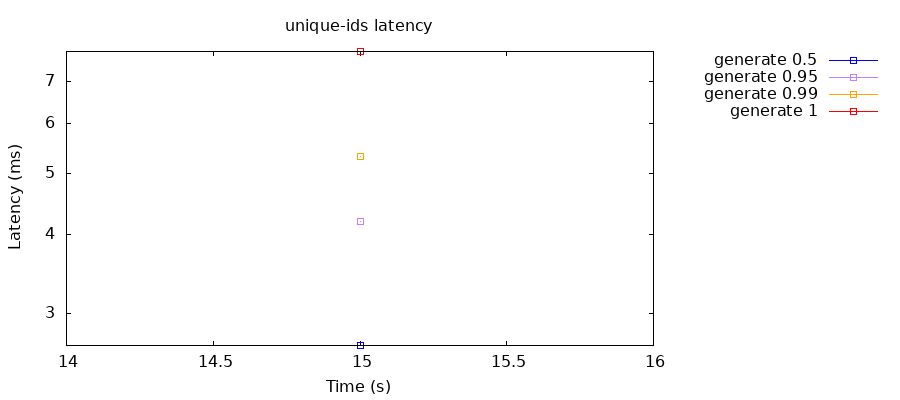 unique-ids latency
generate 0.5
generate 0.95
generate 0.99
generate 1
7
6
5
4
3
Latency (ms)
14
14.5
15
15.5
16
Time (s)